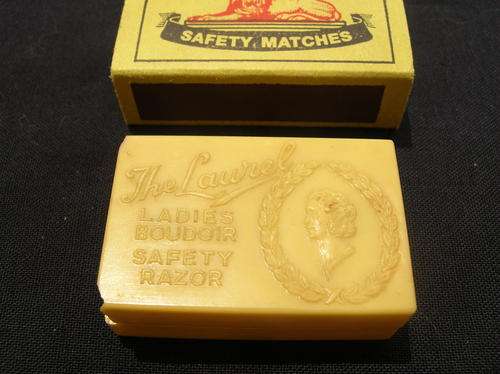 SAFETY MATCHES
The Laurel
LADIES
BOUDOIR
SAFETY
RAZOR